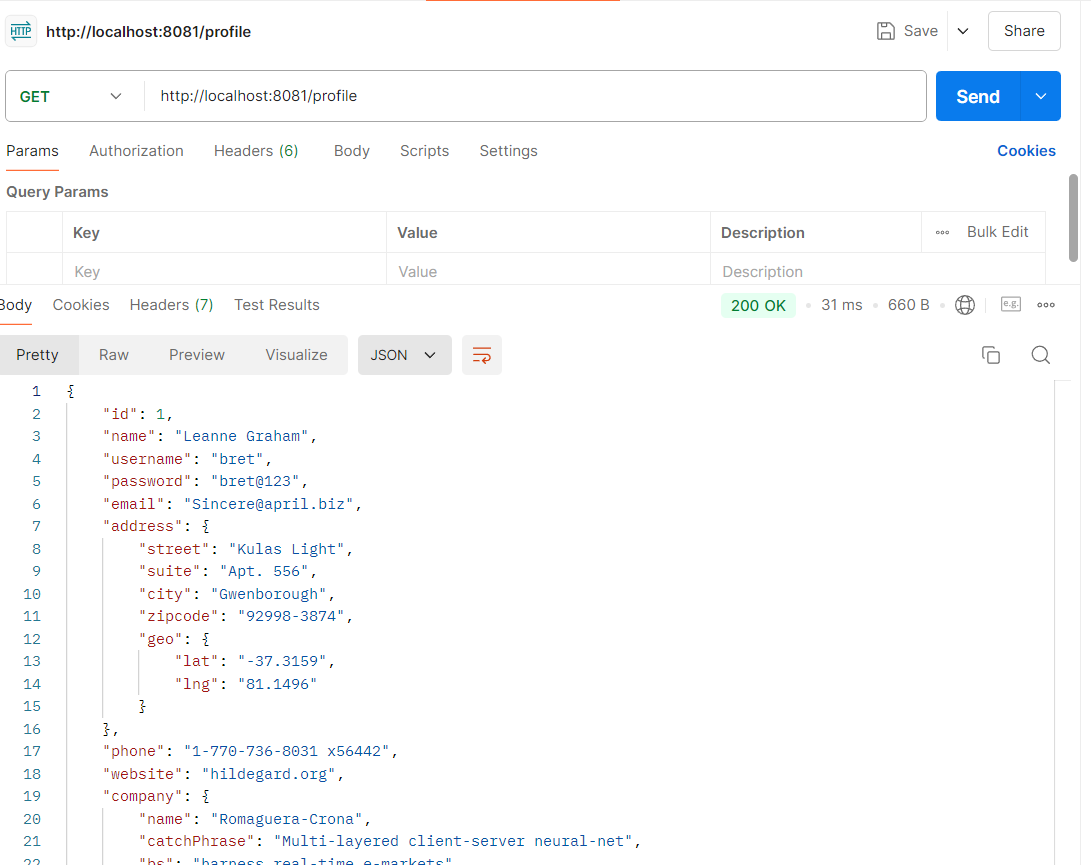 HTTP http://localhost:8081/profile Save Share
GET http://localhost:8081/profile Send
Params Authorization Headers (6) Body Scripts Settings Cookies
Query Params
Key Value Description Bulk Edit
Key Value Description
Body Cookies Headers (7) Test Results 200 OK 31 ms 660 B e.g.
Pretty Raw Preview Visualize JSON
1 {
2 "id": 1,
3 "name": "Leanne Graham",
4 "username": "bret",
5 "password": "bret@123",
6 "email": "Sincere@april.biz",
7 "address": {
8 "street": "Kulas Light",
9 "suite": "Apt. 556",
10 "city": "Gwenborough",
11 "zipcode": "92998-3874",
12 "geo": {
13 "lat": "-37.3159",
14 "lng": "81.1496"
15 }
16 },
17 "phone": "1-770-736-8031 x56442",
18 "website": "hildegard.org",
19 "company": {
20 "name": "Romaguera-Crona",
21 "catchPhrase": "Multi-layered client-server neural-net",
22 "bs": "harness real-time e-markets"